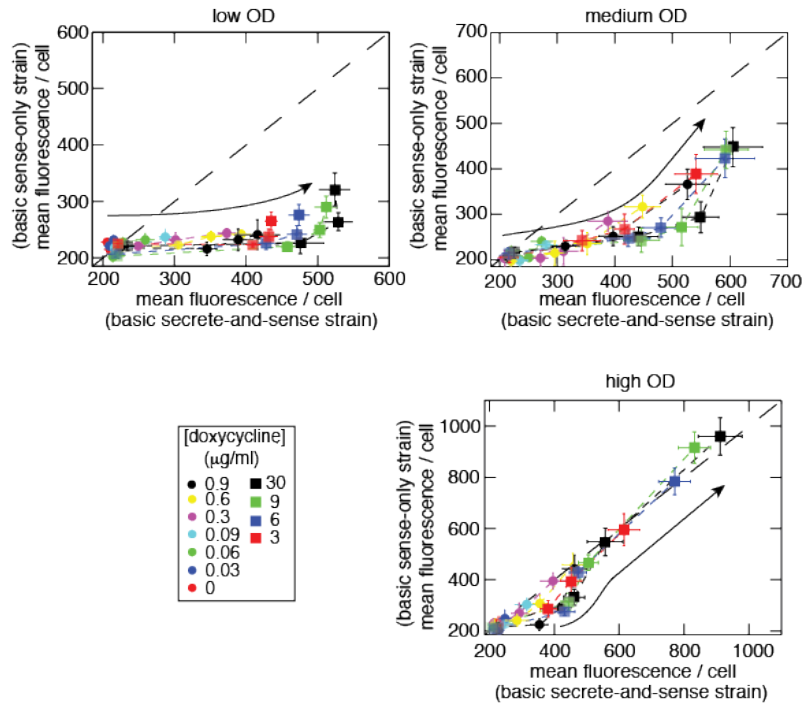 low OD
600
500
400
300
200
200 300 400 500 600
(basic sense-only strain)
mean fluorescence / cell
mean fluorescence / cell
(basic secrete-and-sense strain)
medium OD
700
600
500
400
300
200
200 300 400 500 600 700
(basic sense-only strain)
mean fluorescence / cell
mean fluorescence / cell
(basic secrete-and-sense strain)
[doxycycline]
(μg/ml)
0.9 30
0.6 9
0.3 6
0.09 3
0.06
0.03
0
high OD
1000
800
600
400
200
200 400 600 800 1000
(basic sense-only strain)
mean fluorescence / cell
mean fluorescence / cell
(basic secrete-and-sense strain)